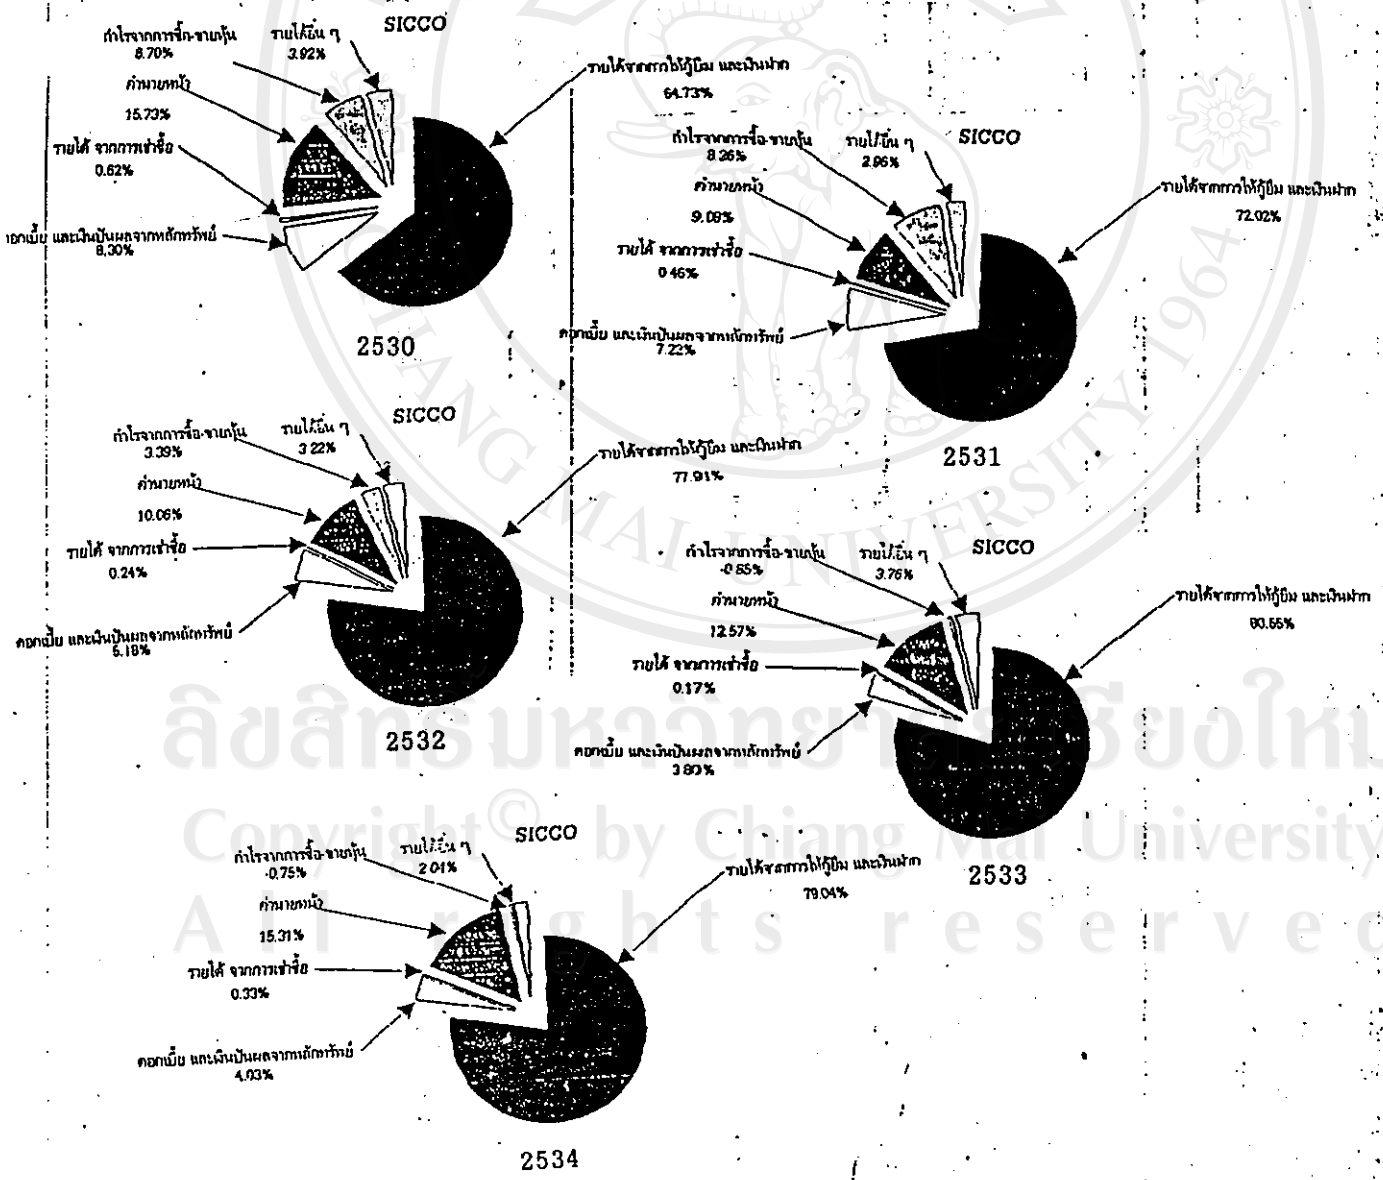 SICCO
กำไรจากการซื้อ-ขายหุ้น
8.70%
รายได้อื่น ๆ
3.92%
ค่านายหน้า
15.73%
รายได้ จากการเช่าซื้อ
0.62%
ดอกเบี้ย และเงินปันผลจากหลักทรัพย์
8.30%
รายได้จากการให้กู้ยืม และเงินฝาก
64.73%
2530
SICCO
กำไรจากการซื้อ-ขายหุ้น
8.26%
รายได้อื่น ๆ
2.96%
ค่านายหน้า
9.09%
รายได้ จากการเช่าซื้อ
0.46%
ดอกเบี้ย และเงินปันผลจากหลักทรัพย์
7.22%
รายได้จากการให้กู้ยืม และเงินฝาก
72.02%
2531
SICCO
กำไรจากการซื้อ-ขายหุ้น
3.39%
รายได้อื่น ๆ
3.22%
ค่านายหน้า
10.06%
รายได้ จากการเช่าซื้อ
0.24%
ดอกเบี้ย และเงินปันผลจากหลักทรัพย์
5.18%
รายได้จากการให้กู้ยืม และเงินฝาก
77.91%
2532
SICCO
กำไรจากการซื้อ-ขายหุ้น
-0.85%
รายได้อื่น ๆ
3.76%
ค่านายหน้า
12.57%
รายได้ จากการเช่าซื้อ
0.17%
ดอกเบี้ย และเงินปันผลจากหลักทรัพย์
3.80%
รายได้จากการให้กู้ยืม และเงินฝาก
80.55%
2533
SICCO
กำไรจากการซื้อ-ขายหุ้น
-0.75%
รายได้อื่น ๆ
2.04%
ค่านายหน้า
15.31%
รายได้ จากการเช่าซื้อ
0.33%
ดอกเบี้ย และเงินปันผลจากหลักทรัพย์
4.03%
รายได้จากการให้กู้ยืม และเงินฝาก
79.04%
2534
CHIANG MAI UNIVERSITY 1964
ลิขสิทธิ์มหาวิทยาลัยเชียงใหม่
Copyright© by Chiang Mai University
All rights reserved